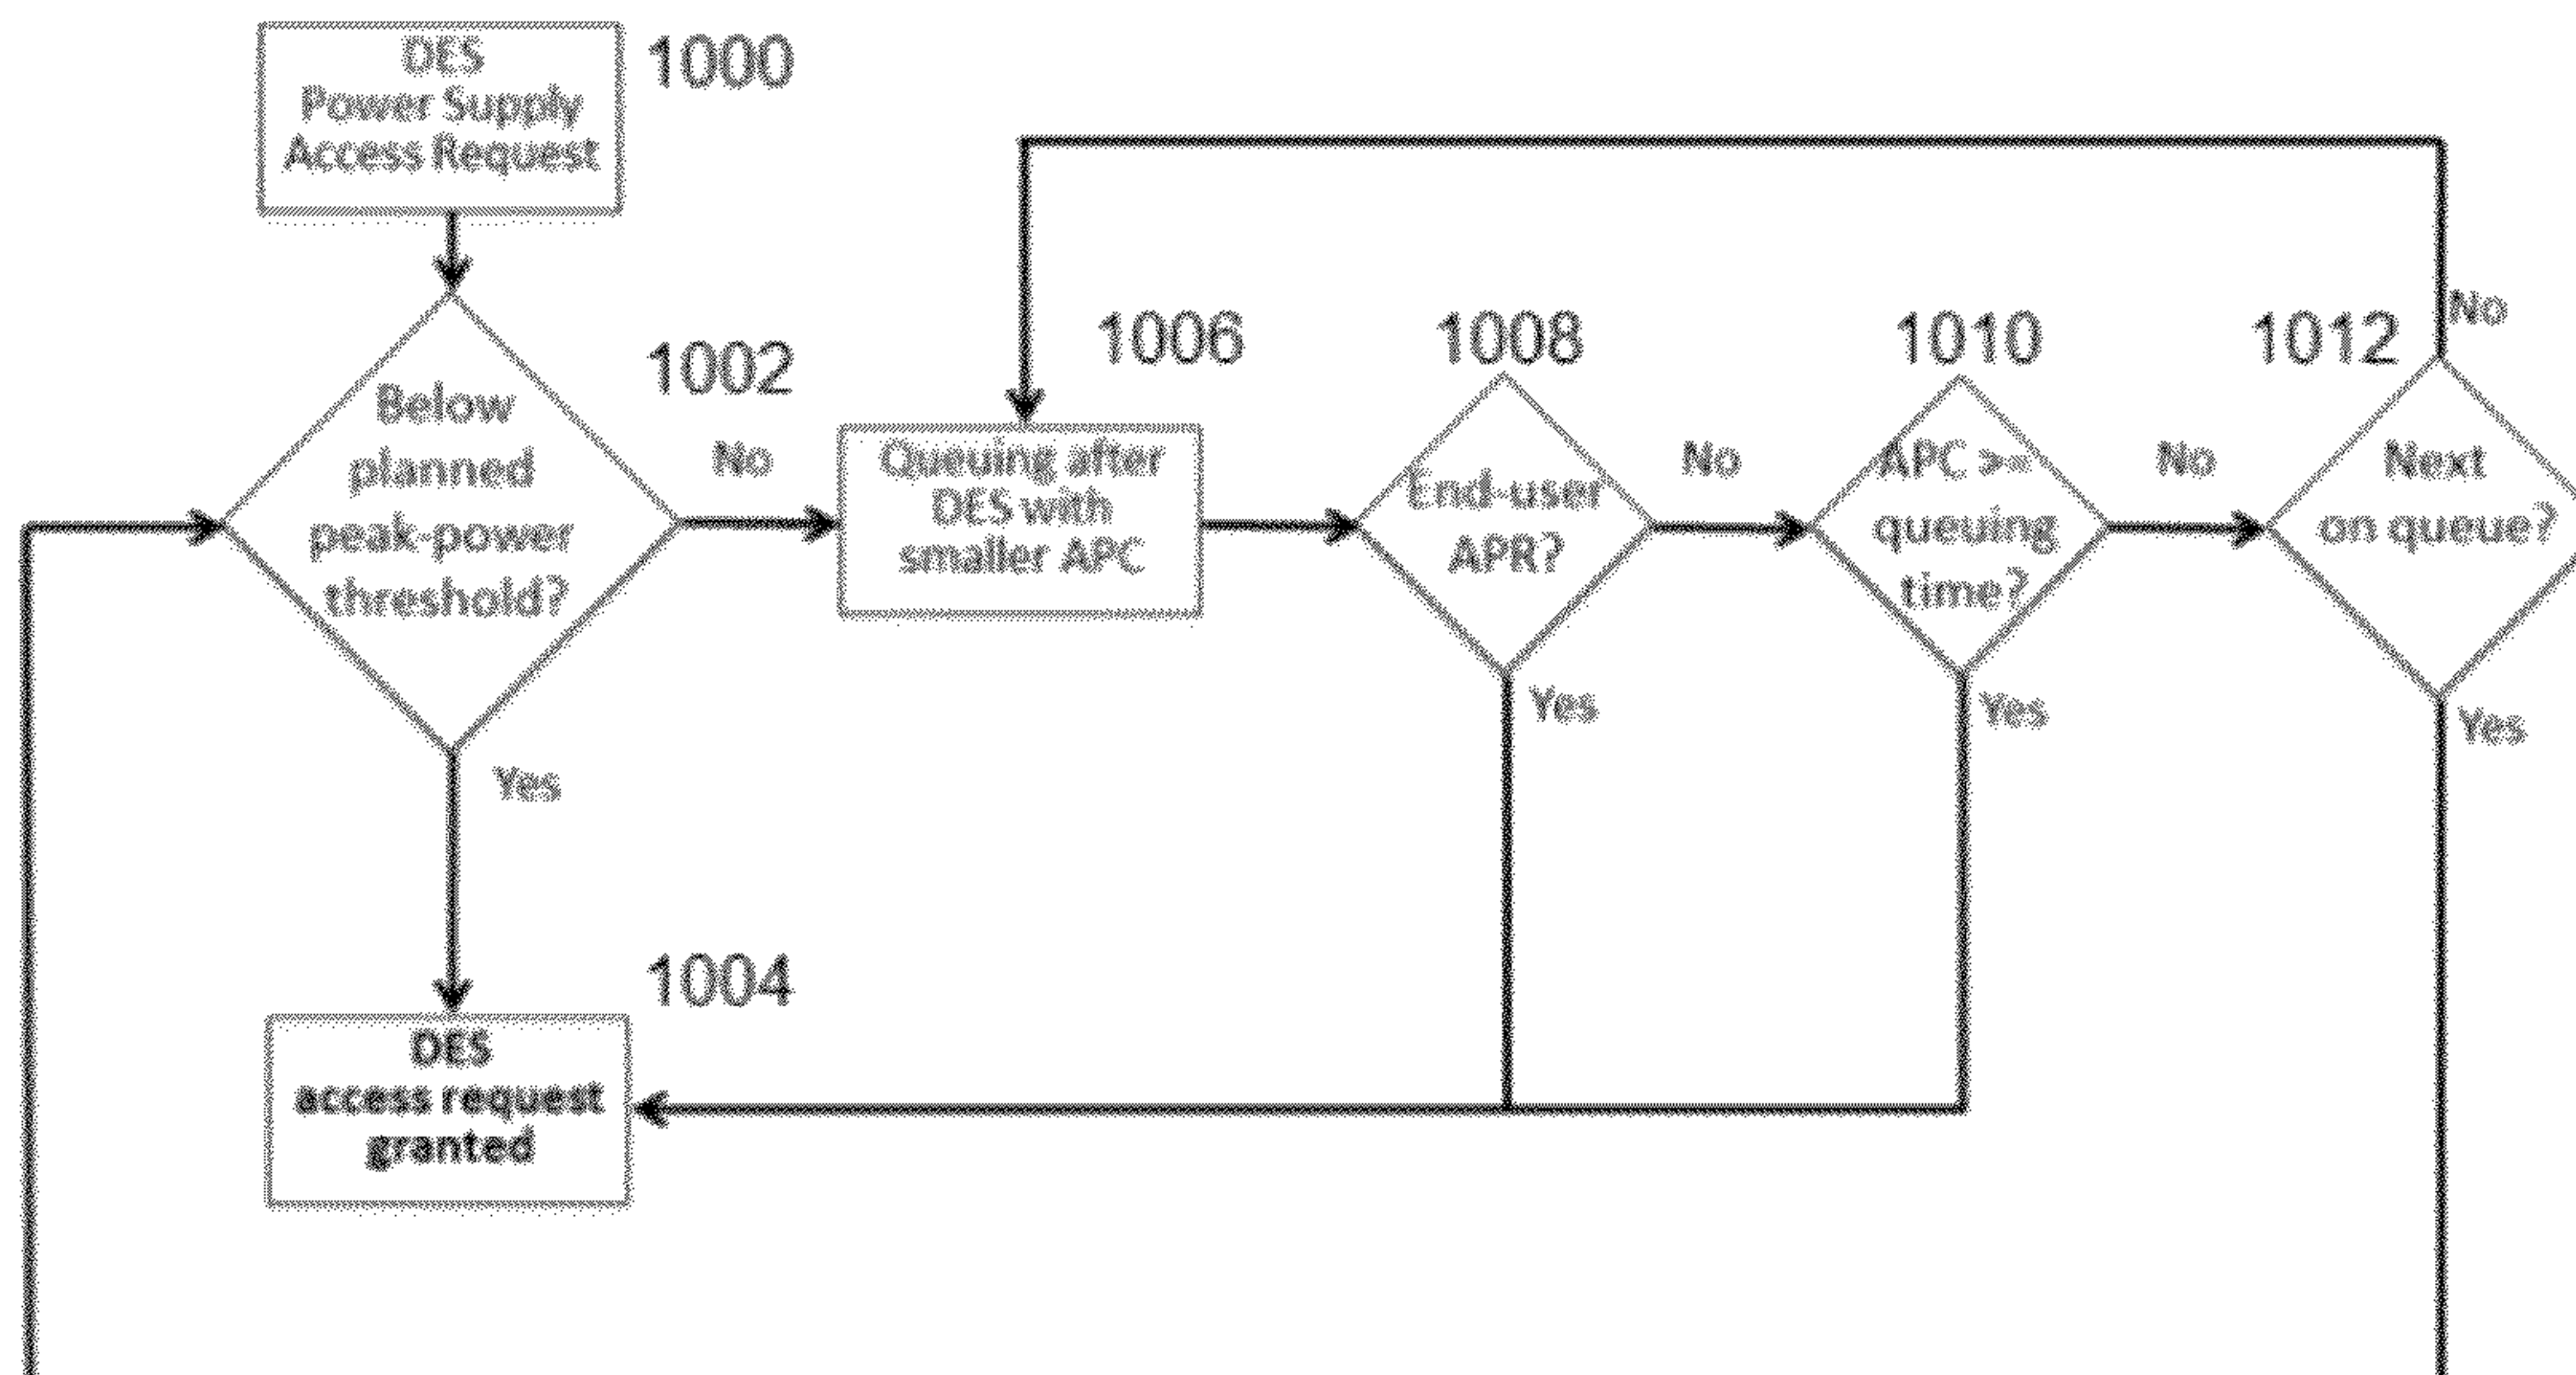 DES
Power Supply
Access Request
1000
Below
planned
peak-power
threshold?
1002
No
Yes
DES
access request
granted
1004
Queuing after
DES with
smaller APC
1006
End-user
APR?
1008
No
Yes
APC >=
queuing
time?
1010
No
Yes
Next
on queue?
1012
No
Yes